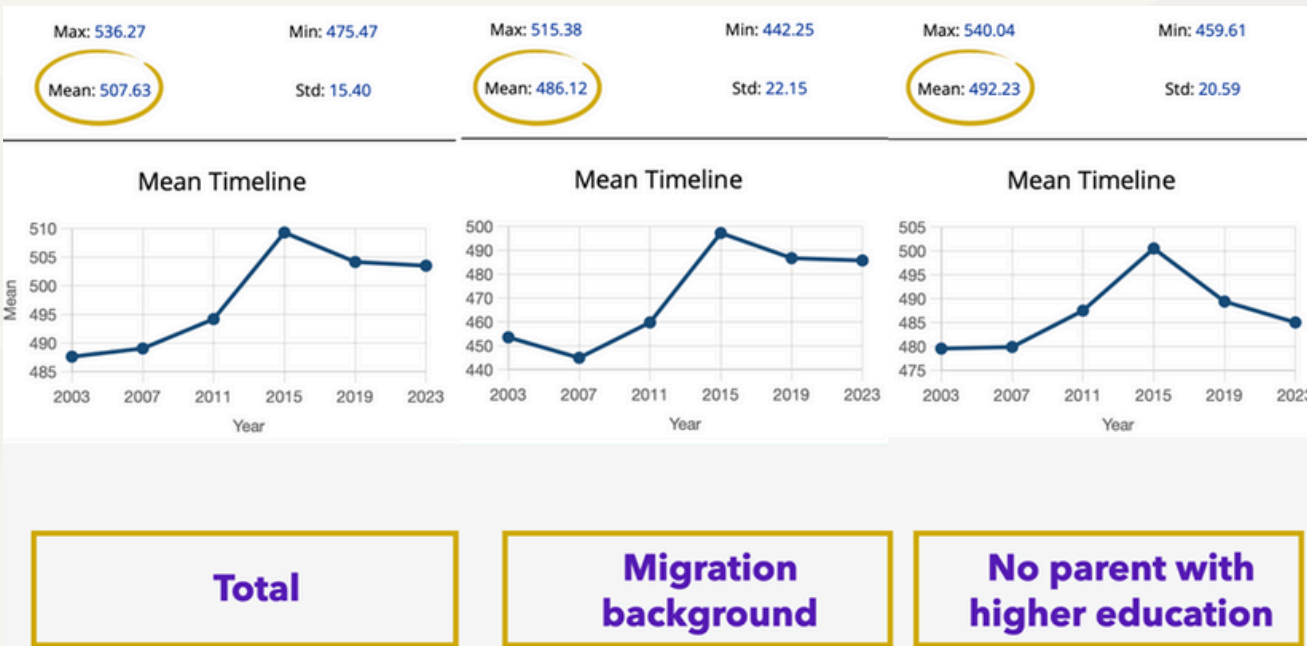 Max: 536.27 Min: 475.47
Mean: 507.63 Std: 15.40
Mean Timeline
510
505
500
495
490
485
Mean
2003 2007 2011 2015 2019 2023
Year
Total
Max: 515.38 Min: 442.25
Mean: 486.12 Std: 22.15
Mean Timeline
500
490
480
470
460
450
440
2003 2007 2011 2015 2019 2023
Year
Migration
background
Max: 540.04 Min: 459.61
Mean: 492.23 Std: 20.59
Mean Timeline
505
500
495
490
485
480
475
2003 2007 2011 2015 2019 202
Year
No parent with
higher education